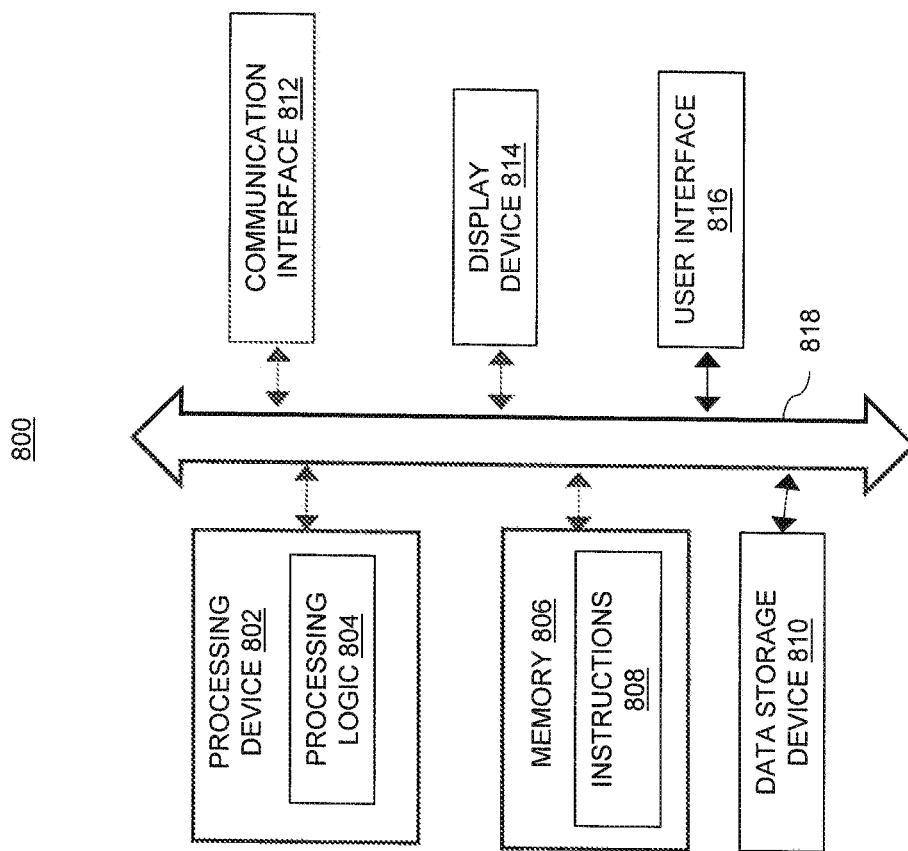 800
PROCESSING
DEVICE 802
PROCESSING
LOGIC 804
MEMORY 806
INSTRUCTIONS
808
DATA STORAGE
DEVICE 810
COMMUNICATION
INTERFACE 812
DISPLAY
DEVICE 814
USER INTERFACE
816
818